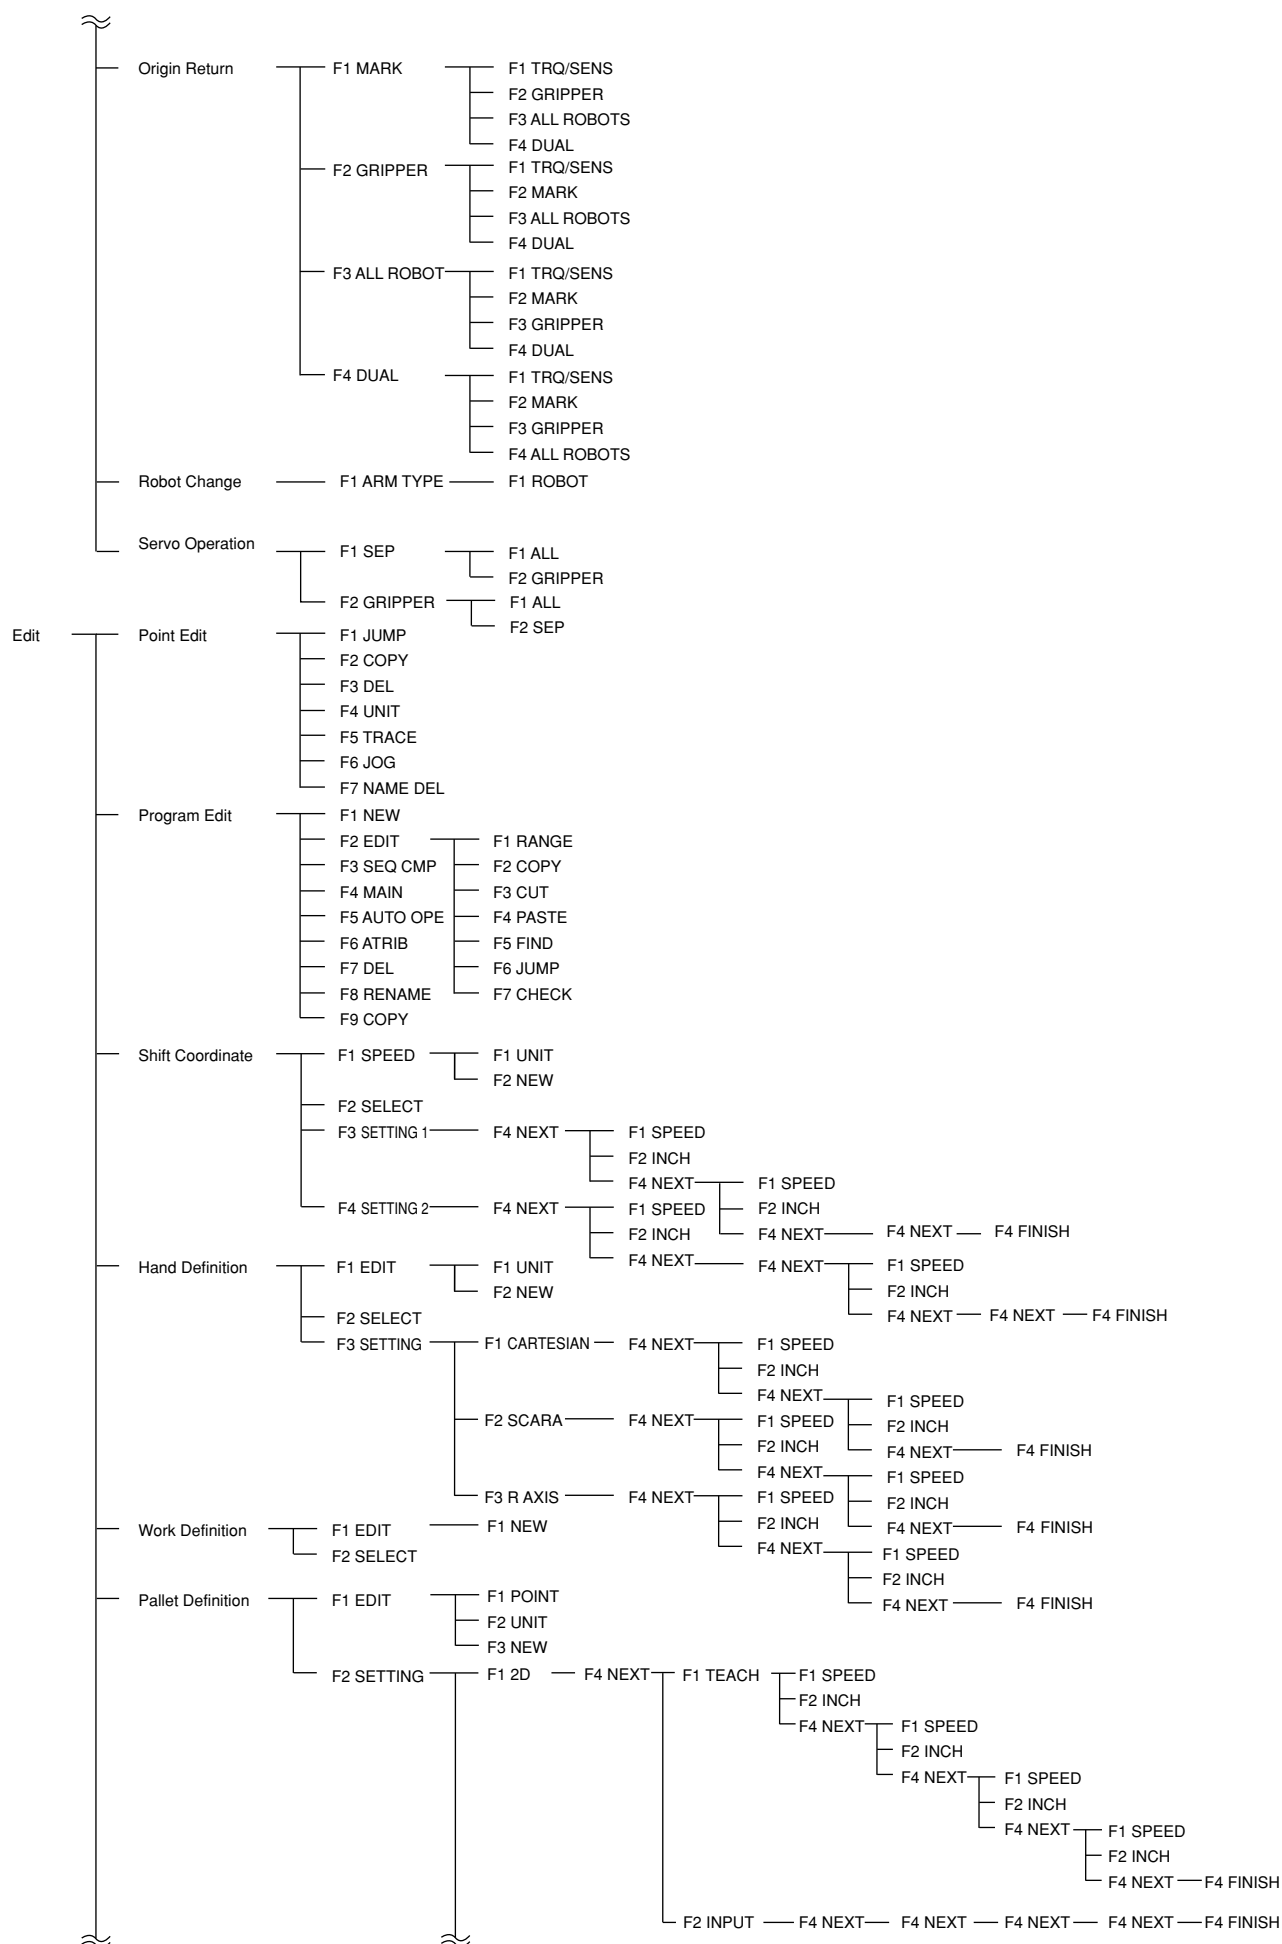 Origin Return F1 MARK F1 TRQ/SENS
F2 GRIPPER
F3 ALL ROBOTS
F4 DUAL
F2 GRIPPER F1 TRQ/SENS
F2 MARK
F3 ALL ROBOTS
F4 DUAL
F3 ALL ROBOT F1 TRQ/SENS
F2 MARK
F3 GRIPPER
F4 DUAL
F4 DUAL F1 TRQ/SENS
F2 MARK
F3 GRIPPER
F4 ALL ROBOTS
Robot Change F1 ARM TYPE F1 ROBOT
Servo Operation F1 SEP F1 ALL
F2 GRIPPER
F2 GRIPPER F1 ALL
F2 SEP
Edit Point Edit F1 JUMP
F2 COPY
F3 DEL
F4 UNIT
F5 TRACE
F6 JOG
F7 NAME DEL
Program Edit F1 NEW
F2 EDIT F1 RANGE
F3 SEQ CMP F2 COPY
F4 MAIN F3 CUT
F5 AUTO OPE F4 PASTE
F6 ATRIB F5 FIND
F7 DEL F6 JUMP
F8 RENAME F7 CHECK
F9 COPY
Shift Coordinate F1 SPEED F1 UNIT
F2 NEW
F2 SELECT
F3 SETTING 1 F4 NEXT F1 SPEED
F2 INCH
F4 NEXT F1 SPEED
F4 SETTING 2 F4 NEXT F1 SPEED F2 INCH
F2 INCH F4 NEXT F4 NEXT F4 FINISH
F4 NEXT F4 NEXT F1 SPEED
Hand Definition F1 EDIT F1 UNIT
F2 NEW F2 INCH
F2 SELECT F4 NEXT F4 NEXT F4 FINISH
F3 SETTING F1 CARTESIAN F4 NEXT F1 SPEED
F2 INCH
F4 NEXT F1 SPEED
F2 SCARA F4 NEXT F1 SPEED F2 INCH
F2 INCH F4 NEXT F4 FINISH
F4 NEXT F1 SPEED
F3 R AXIS F4 NEXT F1 SPEED F2 INCH
Work Definition F1 EDIT F1 NEW F2 INCH F4 NEXT F4 FINISH
F2 SELECT F4 NEXT F1 SPEED
F2 INCH
Pallet Definition F1 EDIT F1 POINT F4 NEXT F4 FINISH
F2 UNIT
F3 NEW
F2 SETTING F1 2D F4 NEXT F1 TEACH F1 SPEED
F2 INCH
F4 NEXT F1 SPEED
F2 INCH
F4 NEXT F1 SPEED
F2 INCH
F4 NEXT F1 SPEED
F2 INCH
F4 NEXT F4 FINISH
F2 INPUT F4 NEXT F4 NEXT F4 NEXT F4 NEXT F4 FINISH